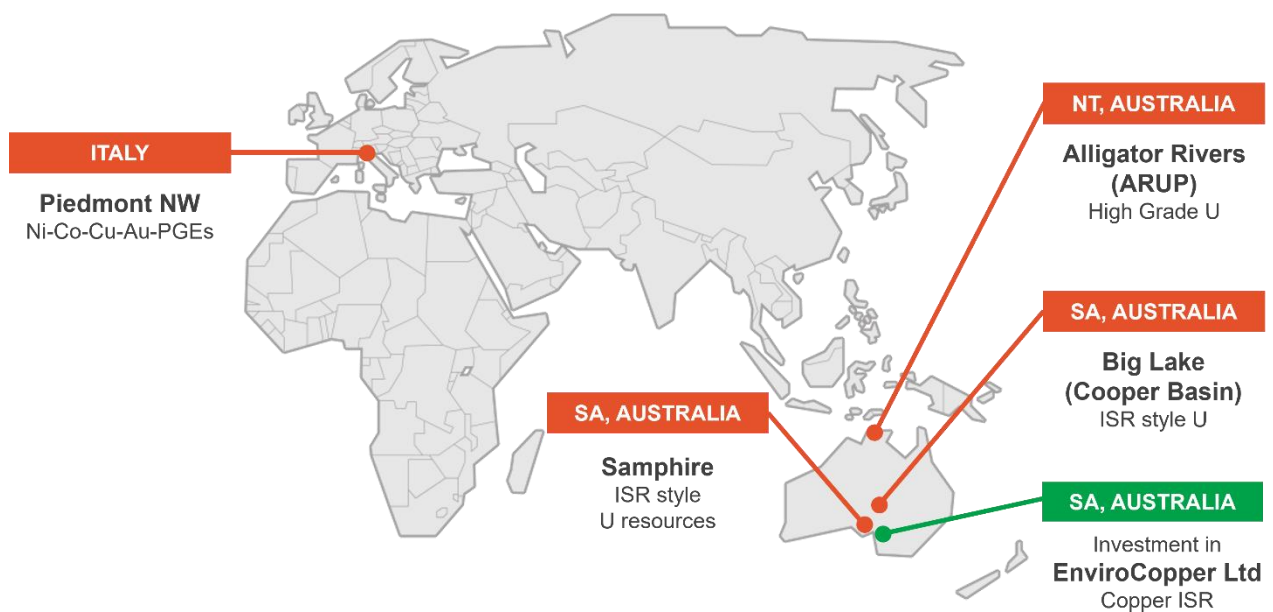 ITALY
Piedmont NW
Ni-Co-Cu-Au-PGEs
NT, AUSTRALIA
Alligator Rivers
(ARUP)
High Grade U
SA, AUSTRALIA
Big Lake
(Cooper Basin)
ISR style U
SA, AUSTRALIA
Samphire
ISR style
U resources
SA, AUSTRALIA
Investment in
EnviroCopper Ltd
Copper ISR